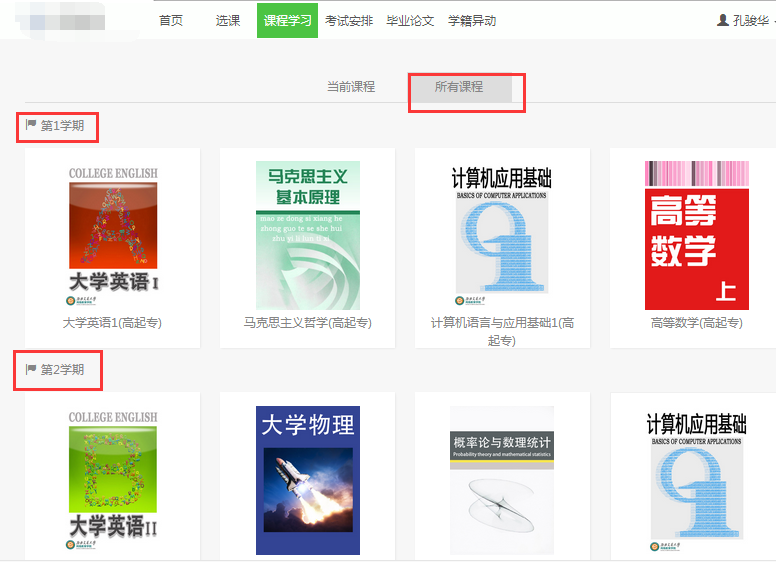 首页 选课 课程学习 考试安排 毕业论文 学籍异动 孔骏华
当前课程 所有课程
第1学期
COLLEGE ENGLISH
大学英语I
大学英语1(高起专)
马克思主义
基本原理
mao ze dong si xiang he
zhong guo te se she hui
zhu yi li lun ti xi
马克思主义哲学(高起专)
计算机应用基础
BASICS OF COMPUTER APPLICATIONS
计算机语言与应用基础1(高
起专)
高等
数学
上
高等数学(高起专)
第2学期
COLLEGE ENGLISH
B
大学英语II
大学物理
概率论与数理统计
Probability theory and mathematical statistics
计算机应用基础
BASICS OF COMPUTER APPLICATIONS